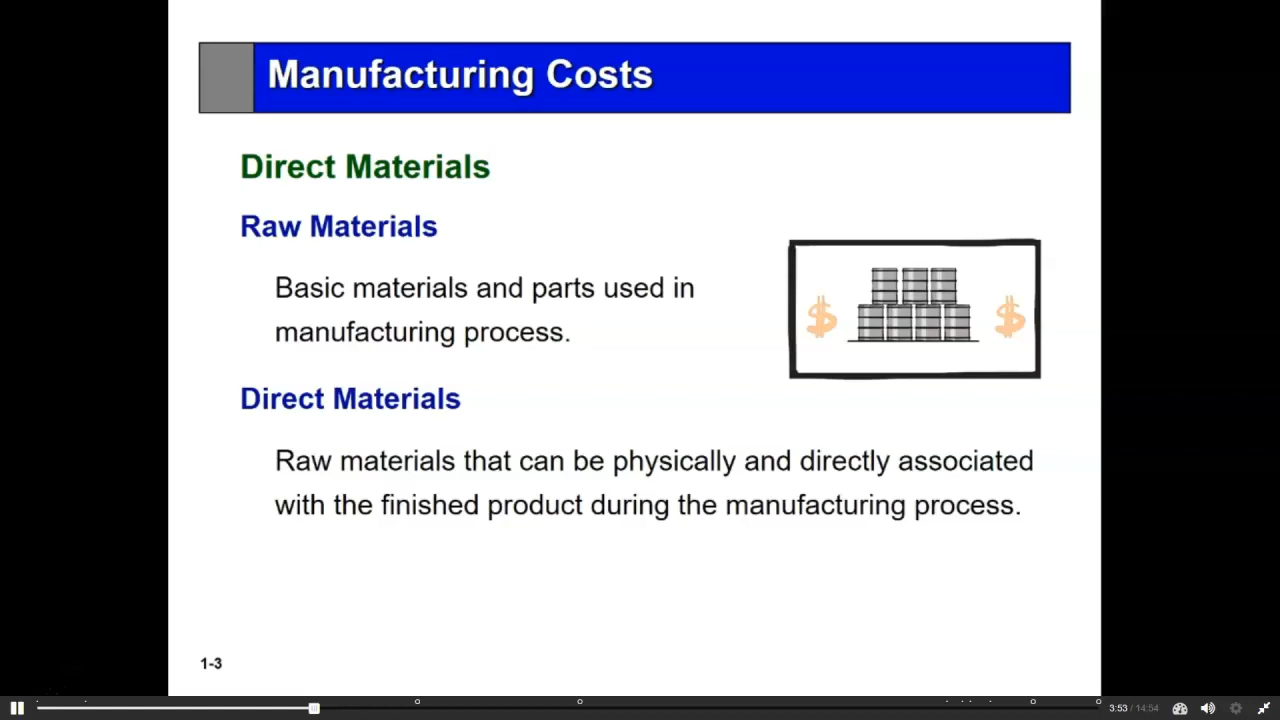 Manufacturing Costs
Direct Materials
Raw Materials
Basic materials and parts used in
manufacturing process.
$ $
Direct Materials
Raw materials that can be physically and directly associated
with the finished product during the manufacturing process.
1-3
3:53 / 14:54